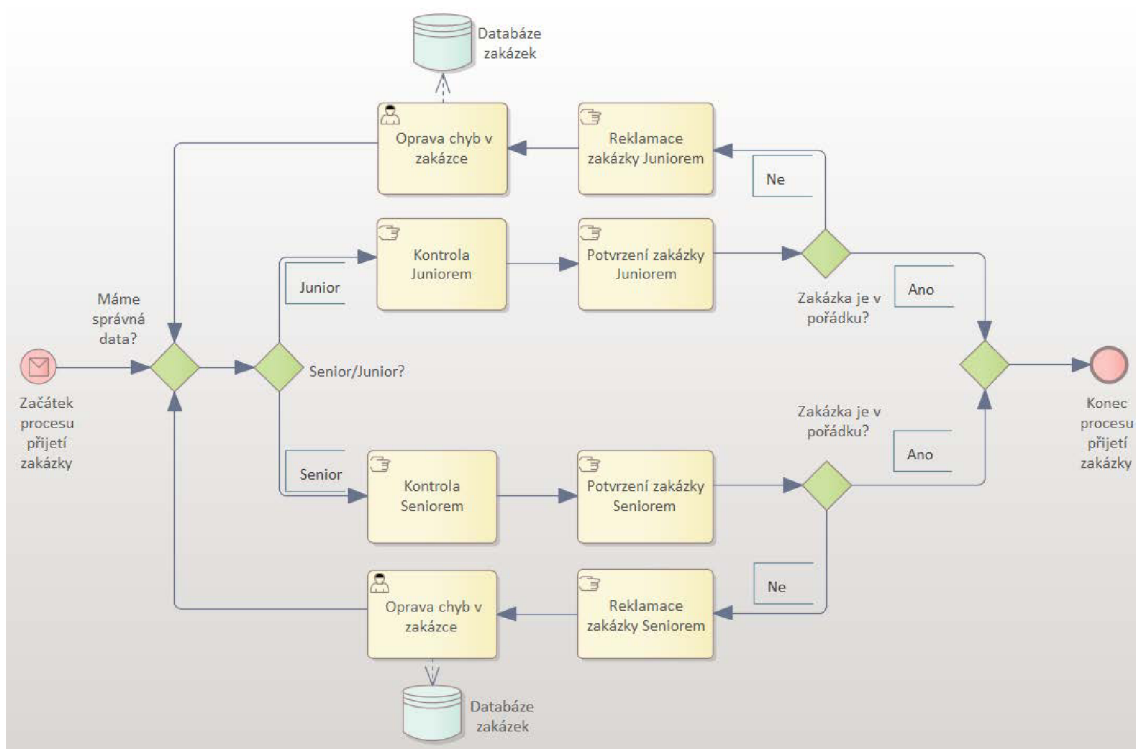 Databáze
zakázek
Oprava chyb v
zakázce
Reklamace
zakázky Juniorem
Ne
Kontrola
Juniorem
Potvrzení zakázky
Juniorem
Junior
Zakázka je v
pořádku?
Ano
Máme
správná
data?
Senior/Junior?
Začátek
procesu
přijetí
zakázky
Konec
procesu
přijetí
zakázky
Zakázka je v
pořádku?
Ano
Senior
Kontrola
Seniorem
Potvrzení zakázky
Seniorem
Ne
Oprava chyb v
zakázce
Reklamace
zakázky Seniorem
Databáze
zakázek